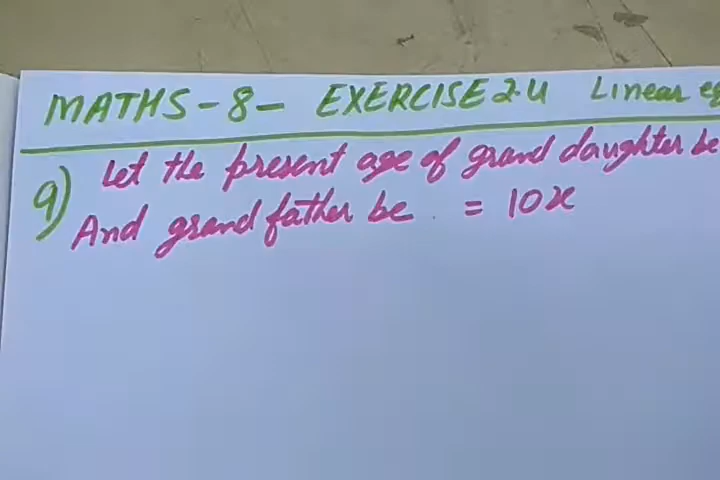 MATHS - 8 - EXERCISE 2.4 Linear
9) Let the present age of grand daughter be
And grand father be = 10x